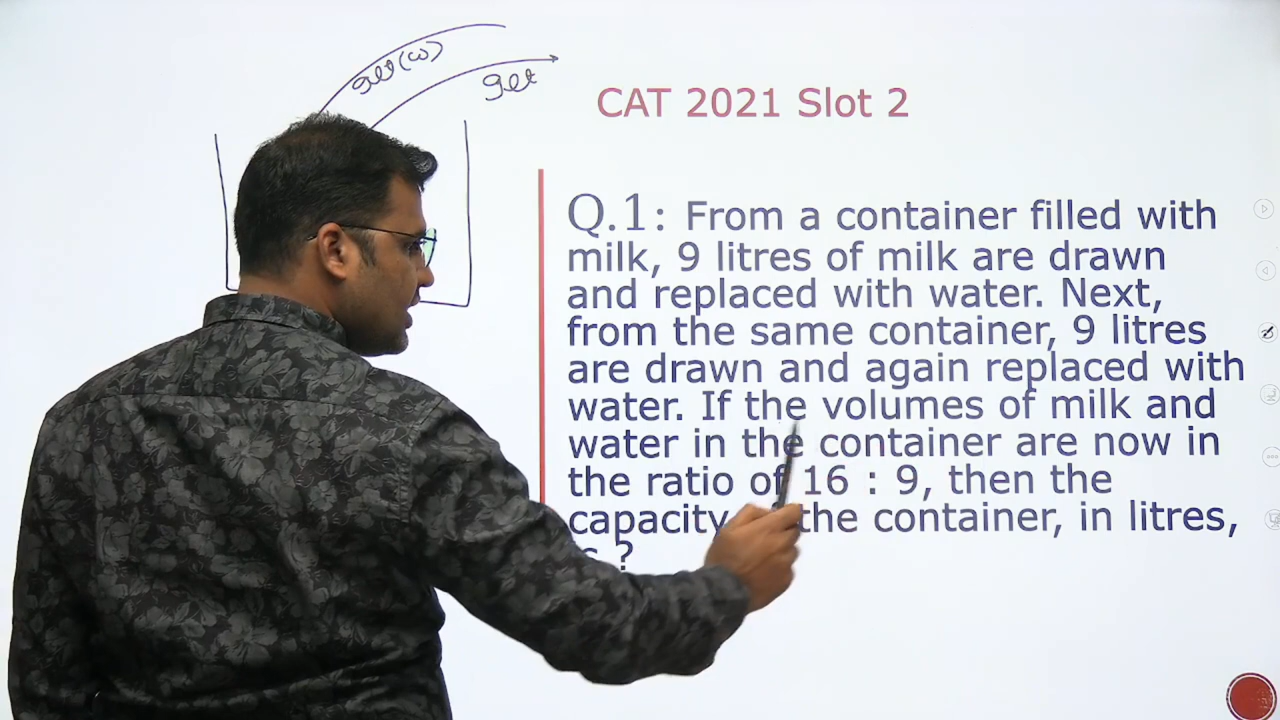 9lt(w)
9lt
CAT 2021 Slot 2
Q.1: From a container filled with
milk, 9 litres of milk are drawn
and replaced with water. Next,
from the same container, 9 litres
are drawn and again replaced with
water. If the volumes of milk and
water in the container are now in
the ratio of 16 : 9, then the
capacity the container, in litres,
?